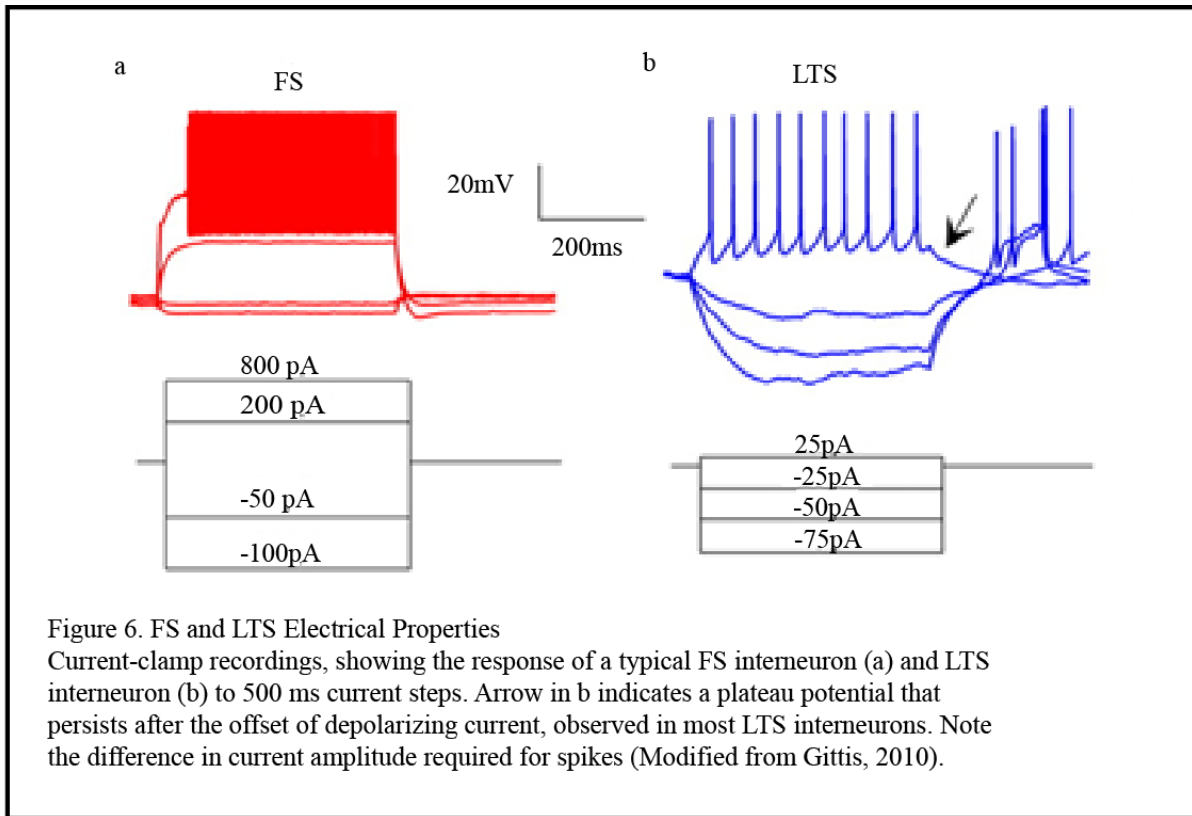 a
FS
b
LTS
20mV
200ms
800 pA
200 pA
-50 pA
-100pA
25pA
-25pA
-50pA
-75pA
Figure 6. FS and LTS Electrical Properties
Current-clamp recordings, showing the response of a typical FS interneuron (a) and LTS
interneuron (b) to 500 ms current steps. Arrow in b indicates a plateau potential that
persists after the offset of depolarizing current, observed in most LTS interneurons. Note
the difference in current amplitude required for spikes (Modified from Gittis, 2010).